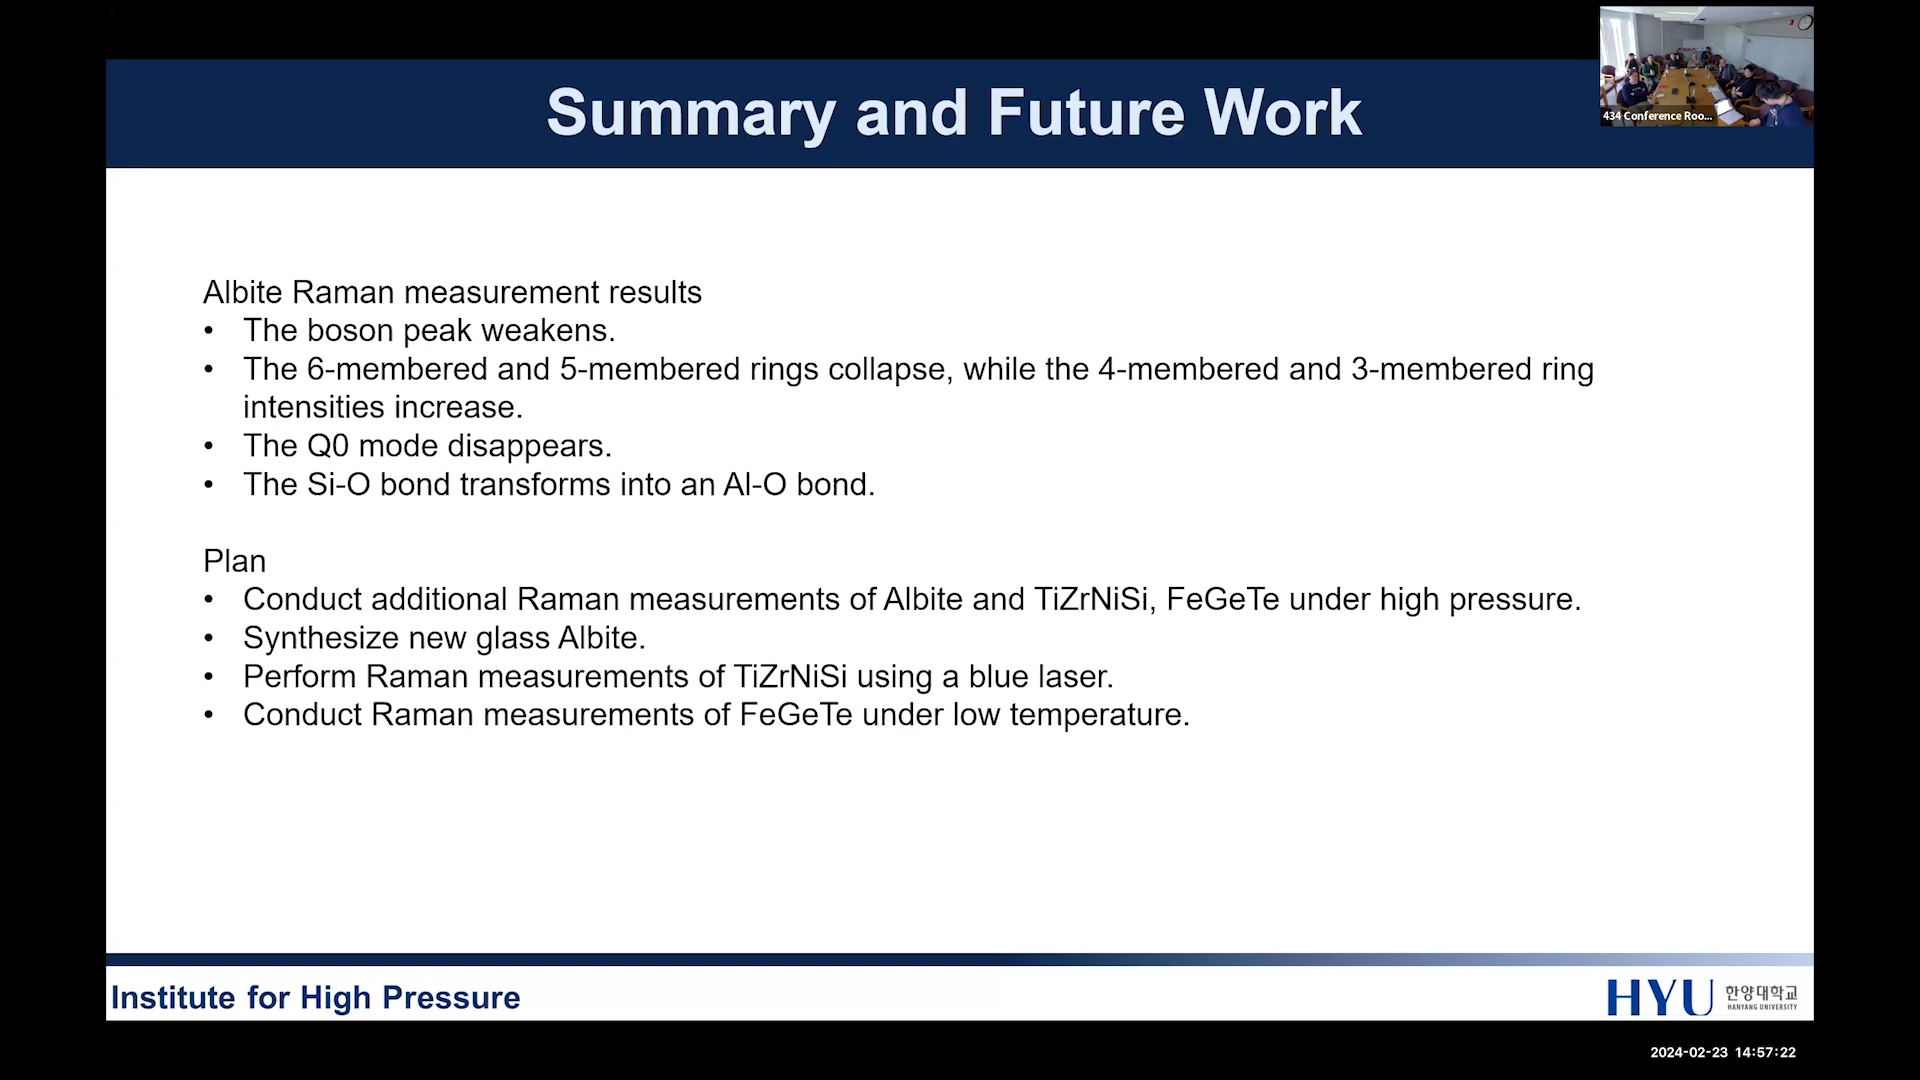 Summary and Future Work
434 Conference Roo...
Albite Raman measurement results
• The boson peak weakens.
• The 6-membered and 5-membered rings collapse, while the 4-membered and 3-membered ring
intensities increase.
• The Q0 mode disappears.
• The Si-O bond transforms into an Al-O bond.
Plan
• Conduct additional Raman measurements of Albite and TiZrNiSi, FeGeTe under high pressure.
• Synthesize new glass Albite.
• Perform Raman measurements of TiZrNiSi using a blue laser.
• Conduct Raman measurements of FeGeTe under low temperature.
Institute for High Pressure
HYU 한양대학교
HANYANG UNIVERSITY
2024-02-23 14:57:22